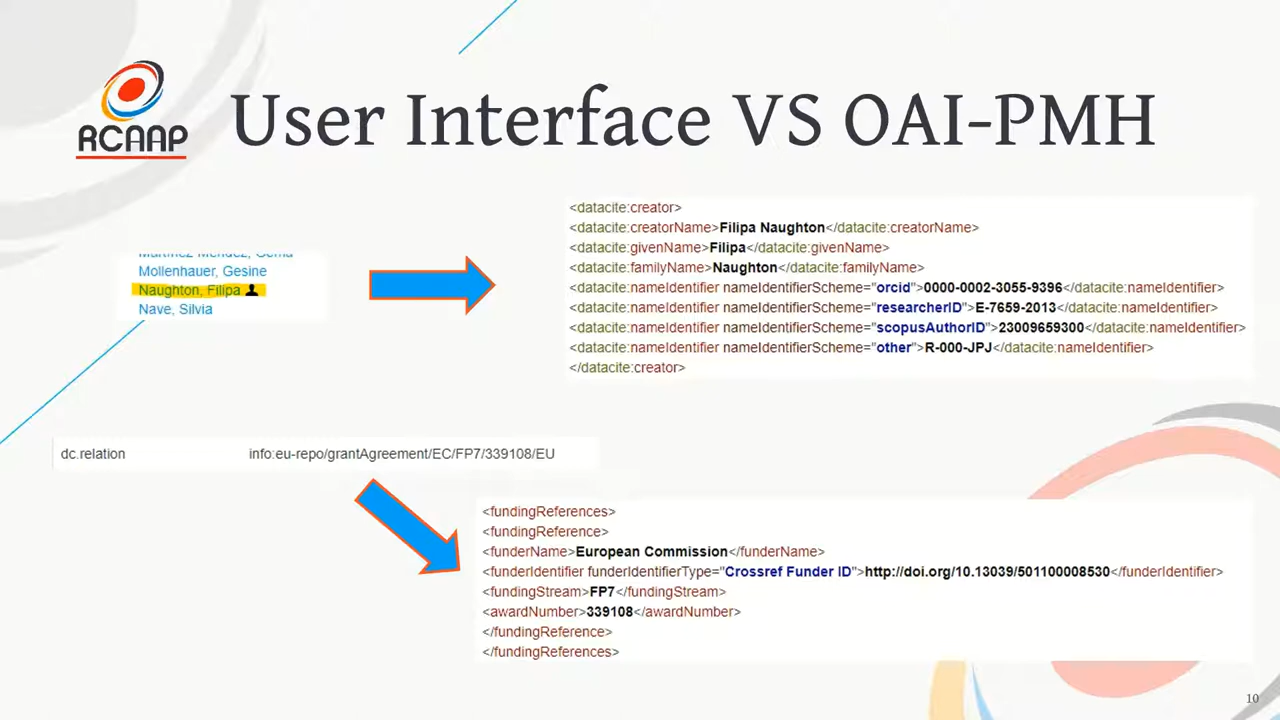 RCAAP
User Interface VS OAI-PMH
Martínez Méndez, Gema
Mollenhauer, Gesine
Naughton, Filipa
Nave, Silvia
<datacite:creator>
<datacite:creatorName>Filipa Naughton</datacite:creatorName>
<datacite:givenName>Filipa</datacite:givenName>
<datacite:familyName>Naughton</datacite:familyName>
<datacite:nameIdentifier nameIdentifierScheme="orcid">0000-0002-3055-9396</datacite:nameIdentifier>
<datacite:nameIdentifier nameIdentifierScheme="researcherID">E-7659-2013</datacite:nameIdentifier>
<datacite:nameIdentifier nameIdentifierScheme="scopusAuthorID">23009659300</datacite:nameIdentifier>
<datacite:nameIdentifier nameIdentifierScheme="other">R-000-JPJ</datacite:nameIdentifier>
</datacite:creator>
dc.relation info:eu-repo/grantAgreement/EC/FP7/339108/EU
<fundingReferences>
<fundingReference>
<funderName>European Commission</funderName>
<funderIdentifier funderIdentifierType="Crossref Funder ID">http://doi.org/10.13039/501100008530</funderIdentifier>
<fundingStream>FP7</fundingStream>
<awardNumber>339108</awardNumber>
</fundingReference>
</fundingReferences>
10